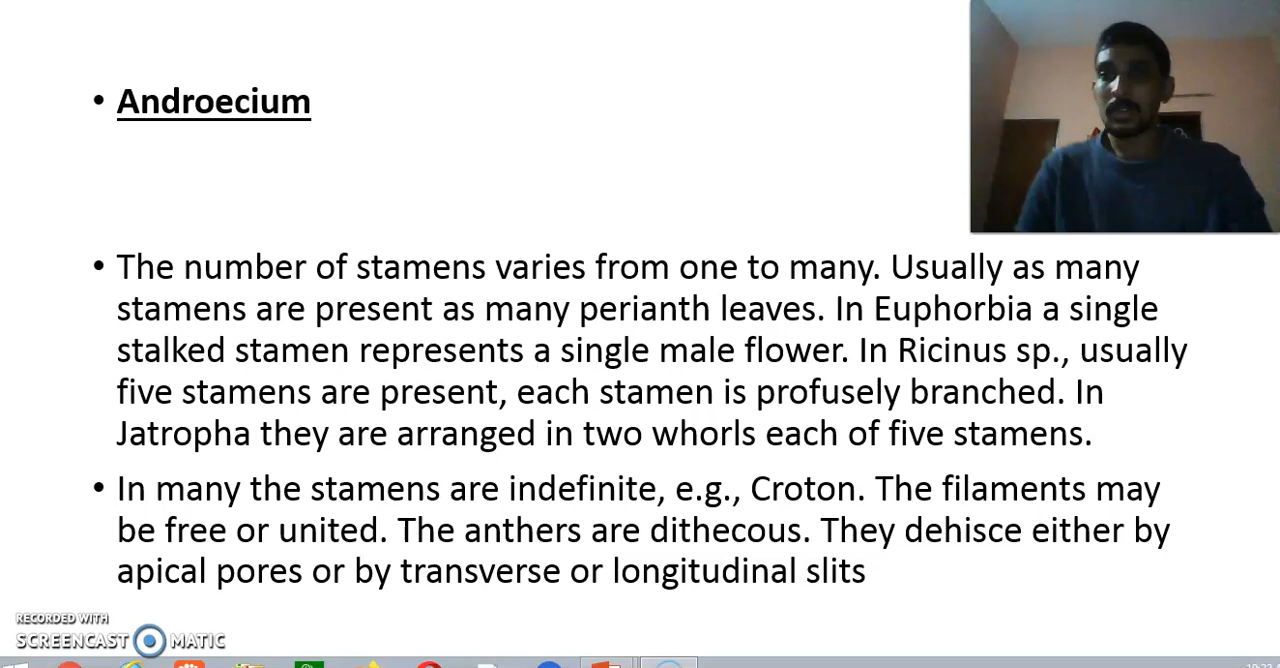 • Androecium
• The number of stamens varies from one to many. Usually as many
stamens are present as many perianth leaves. In Euphorbia a single
stalked stamen represents a single male flower. In Ricinus sp., usually
five stamens are present, each stamen is profusely branched. In
Jatropha they are arranged in two whorls each of five stamens.
• In many the stamens are indefinite, e.g., Croton. The filaments may
be free or united. The anthers are dithecous. They dehisce either by
apical pores or by transverse or longitudinal slits
RECORDED WITH
SCREENCAST MATIC